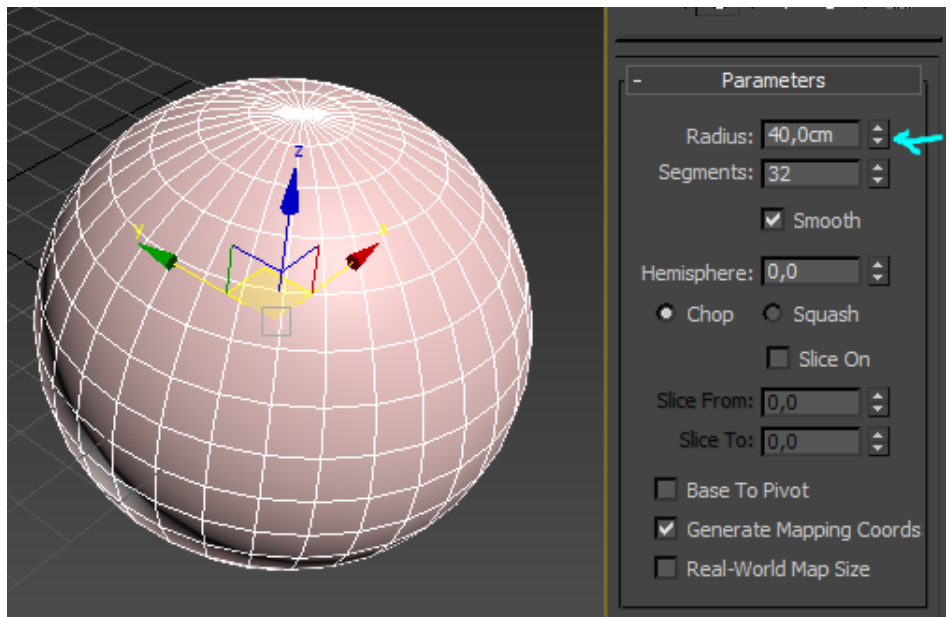 - Parameters
Radius: 40,0cm
Segments: 32
Smooth
Hemisphere: 0,0
Chop Squash
Slice On
Slice From: 0,0
Slice To: 0,0
Base To Pivot
Generate Mapping Coords
Real-World Map Size
z
y x